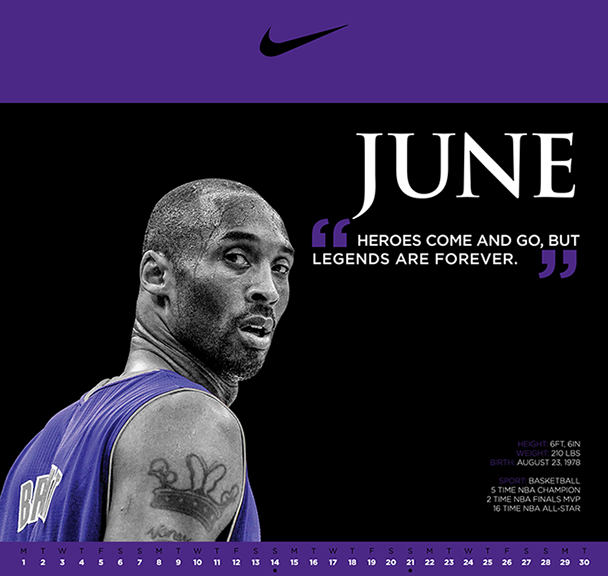 JUNE
“ HEROES COME AND GO, BUT
LEGENDS ARE FOREVER. ”
HEIGHT: 6FT, 6IN
WEIGHT: 210 LBS
BIRTH: AUGUST 23, 1978
SPORT: BASKETBALL
5 TIME NBA CHAMPION
2 TIME NBA FINALS MVP
16 TIME NBA ALL-STAR
M T W T F S S M T W T F S S M T W T F S S M T W T F S S M T
1 2 3 4 5 6 7 8 9 10 11 12 13 14 15 16 17 18 19 20 21 22 23 24 25 26 27 28 29 30